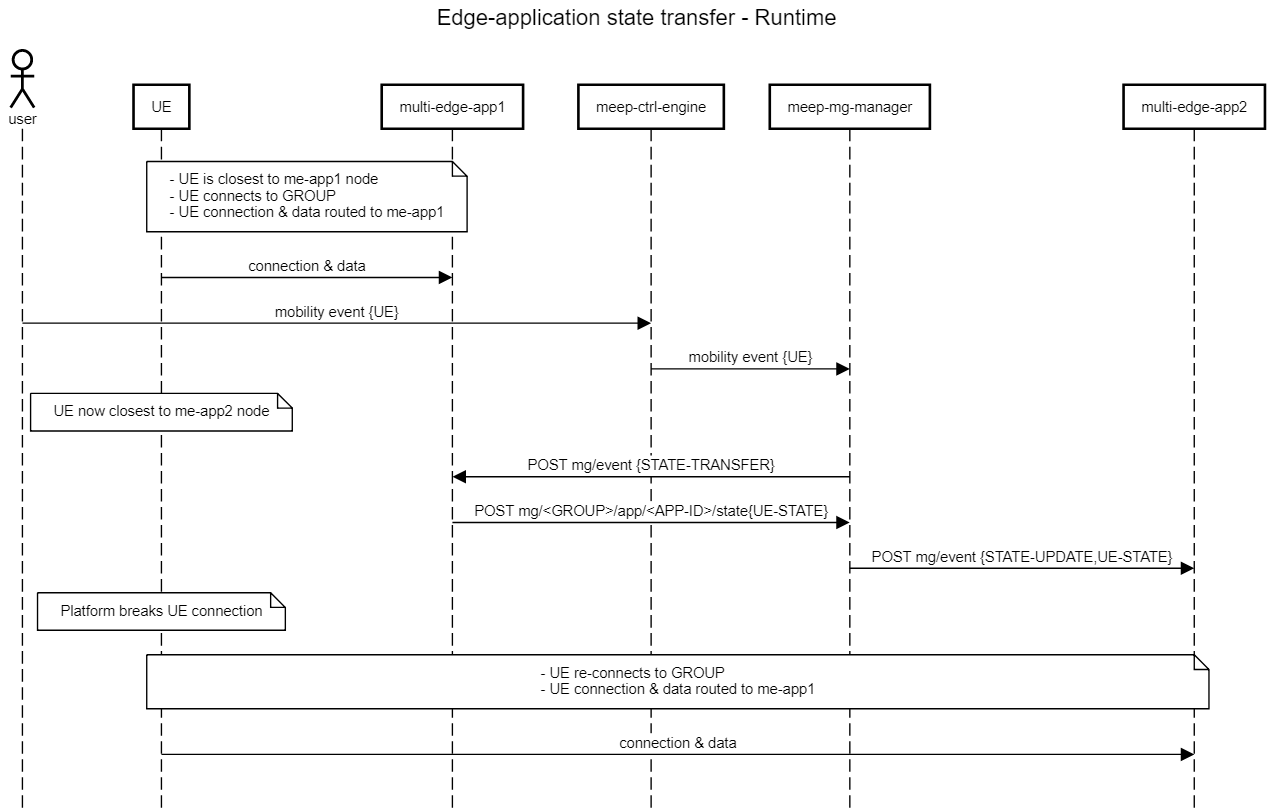 Edge-application state transfer - Runtime
user
UE
multi-edge-app1
meep-ctrl-engine
meep-mg-manager
multi-edge-app2
- UE is closest to me-app1 node
- UE connects to GROUP
- UE connection & data routed to me-app1
connection & data
mobility event {UE}
mobility event {UE}
UE now closest to me-app2 node
POST mg/event {STATE-TRANSFER}
POST mg/<GROUP>/app/<APP-ID>/state{UE-STATE}
POST mg/event {STATE-UPDATE,UE-STATE}
Platform breaks UE connection
- UE re-connects to GROUP
- UE connection & data routed to me-app1
connection & data